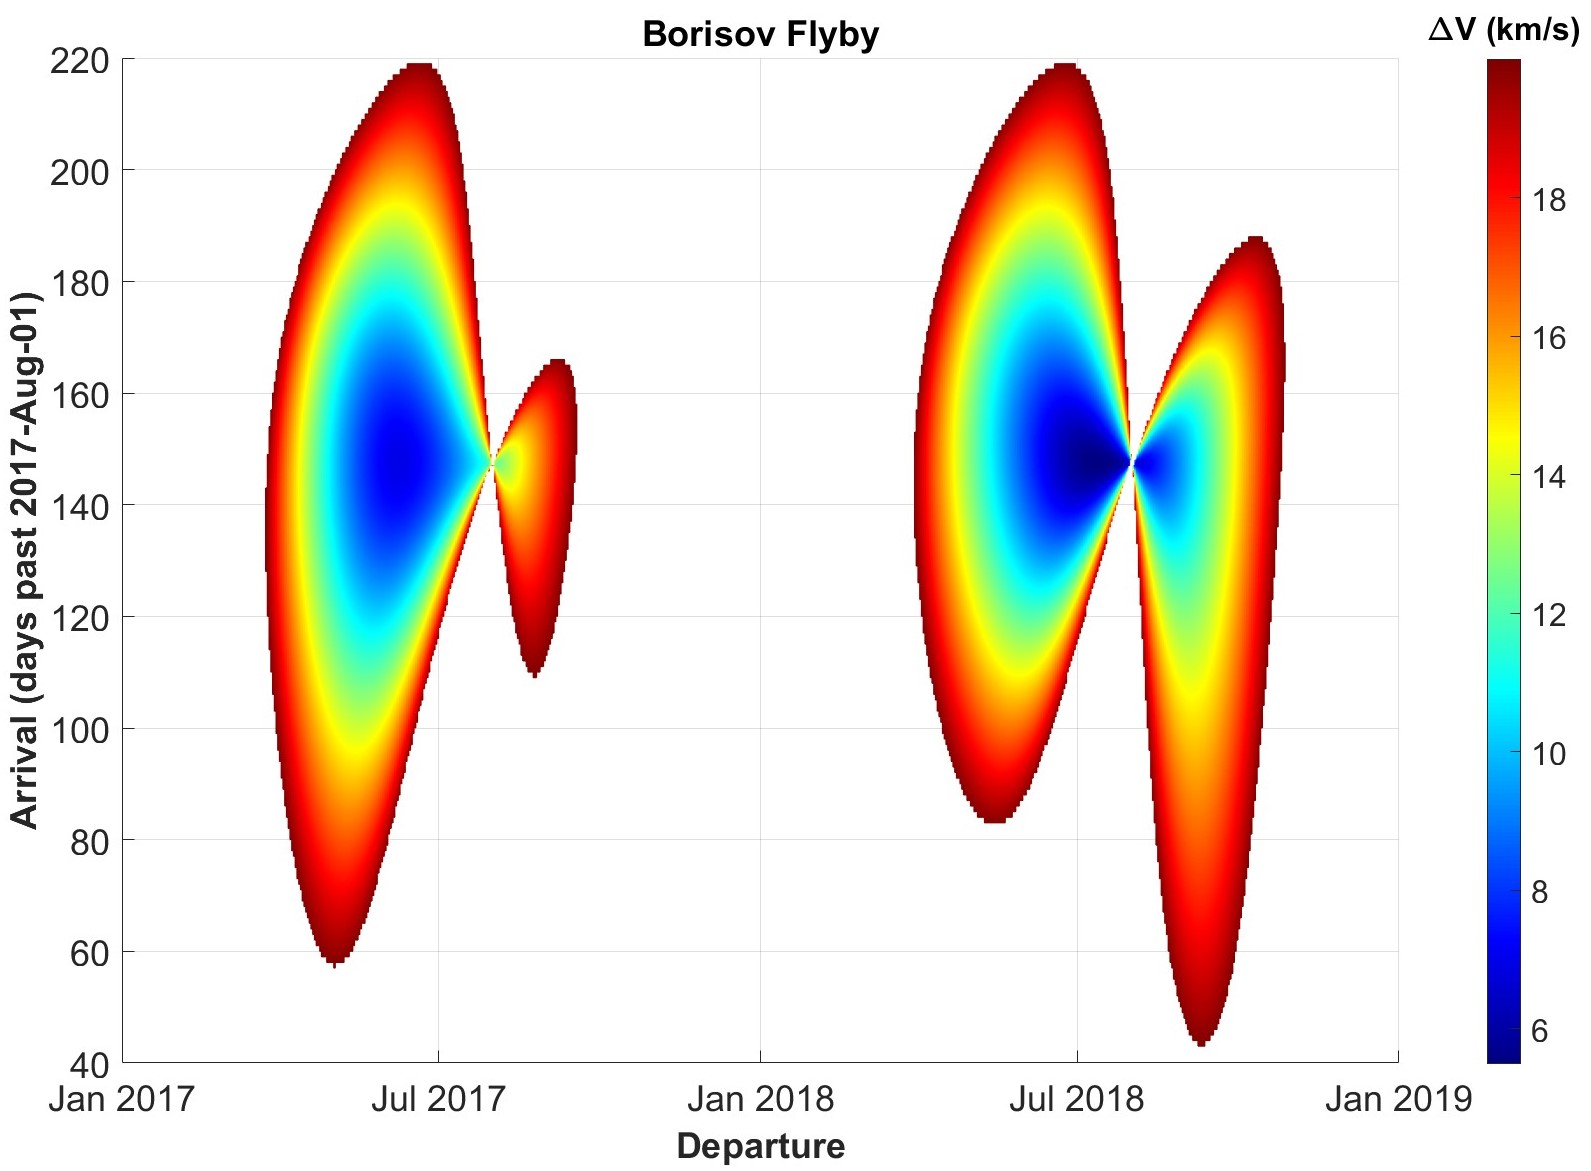 Borisov Flyby
ΔV (km/s)
220
200
180
160
140
120
100
80
60
40
Arrival (days past 2017-Aug-01)
Jan 2017
Jul 2017
Jan 2018
Jul 2018
Jan 2019
Departure
18
16
14
12
10
8
6